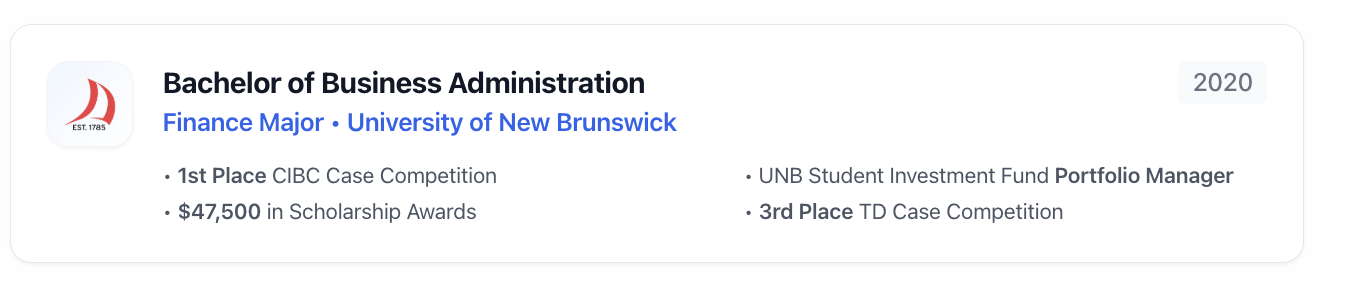 Bachelor of Business Administration
2020
Finance Major • University of New Brunswick
EST. 1785
• 1st Place CIBC Case Competition
• $47,500 in Scholarship Awards
• UNB Student Investment Fund Portfolio Manager
• 3rd Place TD Case Competition